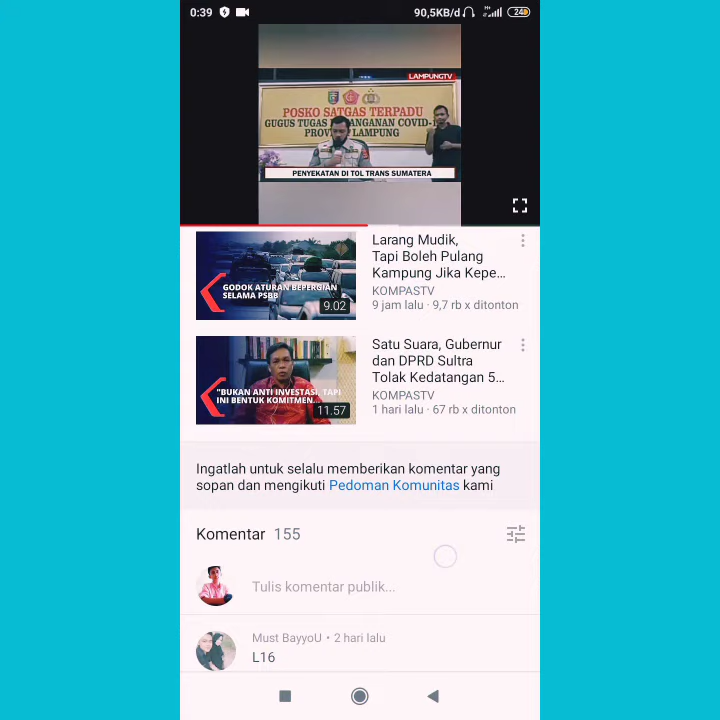 0:39
90,5KB/d
24
LAMPUNGTV
POSKO SATGAS TERPADU
GUGUS TUGAS PENANGANAN COVID-1
PROVINSI LAMPUNG
PENYEKATAN DI TOL TRANS SUMATERA
Larang Mudik,
Tapi Boleh Pulang
Kampung Jika Kepe...
KOMPASTV
9 jam lalu · 9,7 rb x ditonton
GODOK ATURAN BEPERGIAN
SELAMA PSBB
9.02
Satu Suara, Gubernur
dan DPRD Sultra
Tolak Kedatangan 5...
KOMPASTV
1 hari lalu · 67 rb x ditonton
"BUKAN ANTI INVESTASI, TAPI
INI BENTUK KOMITMEN...
11.57
Ingatlah untuk selalu memberikan komentar yang
sopan dan mengikuti Pedoman Komunitas kami
Komentar 155
Tulis komentar publik...
Must BayyoU • 2 hari lalu
L16